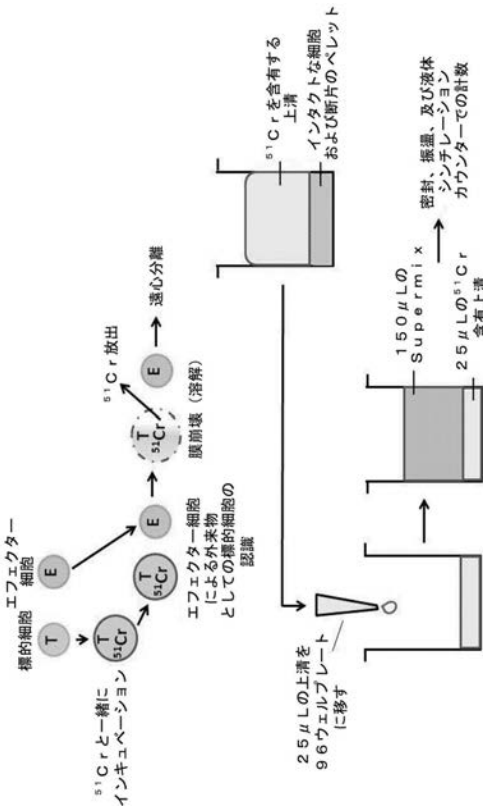 標的細胞
エフェクター
細胞
T
E
⁵¹Crと一緒に
インキュベーション
T
⁵¹Cr
T
⁵¹Cr
E
エフェクター細胞
による外来物
としての標的細胞の
認識
T
⁵¹Cr
膜崩壊（溶解）
⁵¹Cr放出
E
遠心分離
⁵¹Crを含有する
上清
インタクトな細胞
および断片のペレット
25μLの上清を
96ウェルプレート
に移す
150μLの
Supermix
25μLの⁵¹Cr
含有上清
密封、振盪、及び液体
シンチレーション
カウンターでの計数